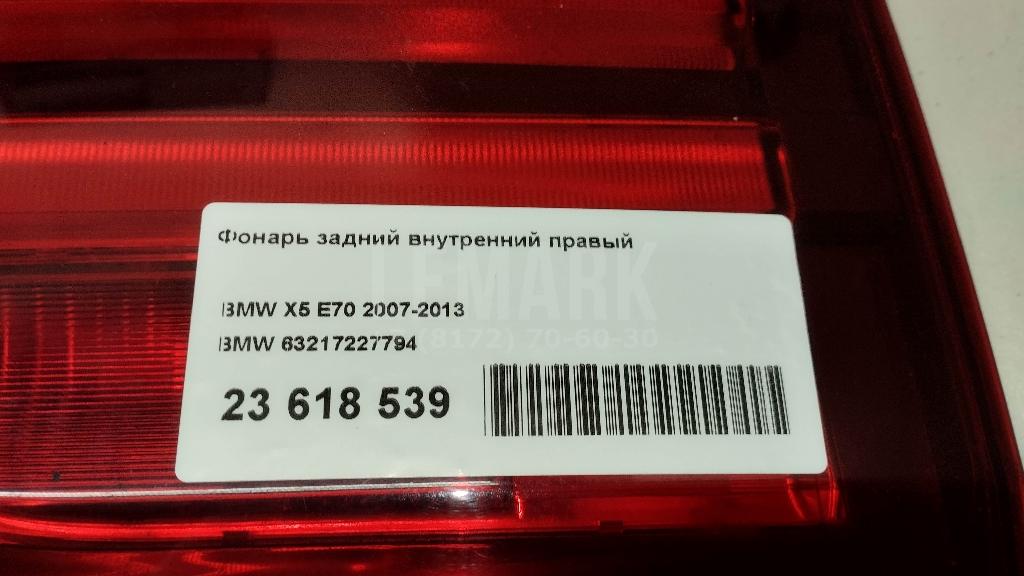 Фонарь задний внутренний правый
LEMARK
BMW X5 E70 2007-2013
(8172) 70-60-30
BMW 63217227794
23 618 539